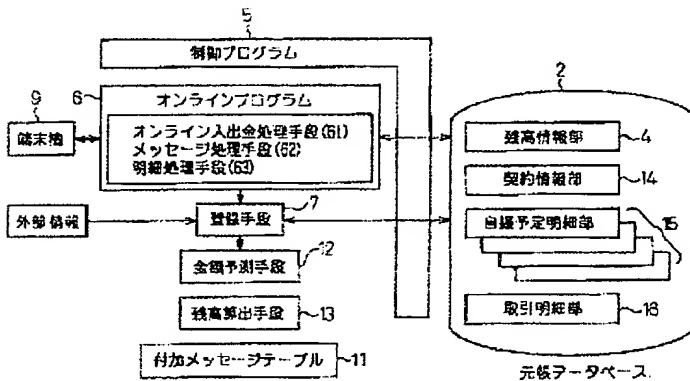 5
制御プログラム
2
9
6
オンラインプログラム
端末機
オンライン入出金処理手段(61)
メッセージ処理手段(62)
明細処理手段(63)
残高情報部
4
契約情報部
14
7
外部情報
登録手段
自振予定明細部
15
金額予測手段
12
残高算出手段
13
取引明細部
16
付加メッセージテーブル
11
元帳データベース